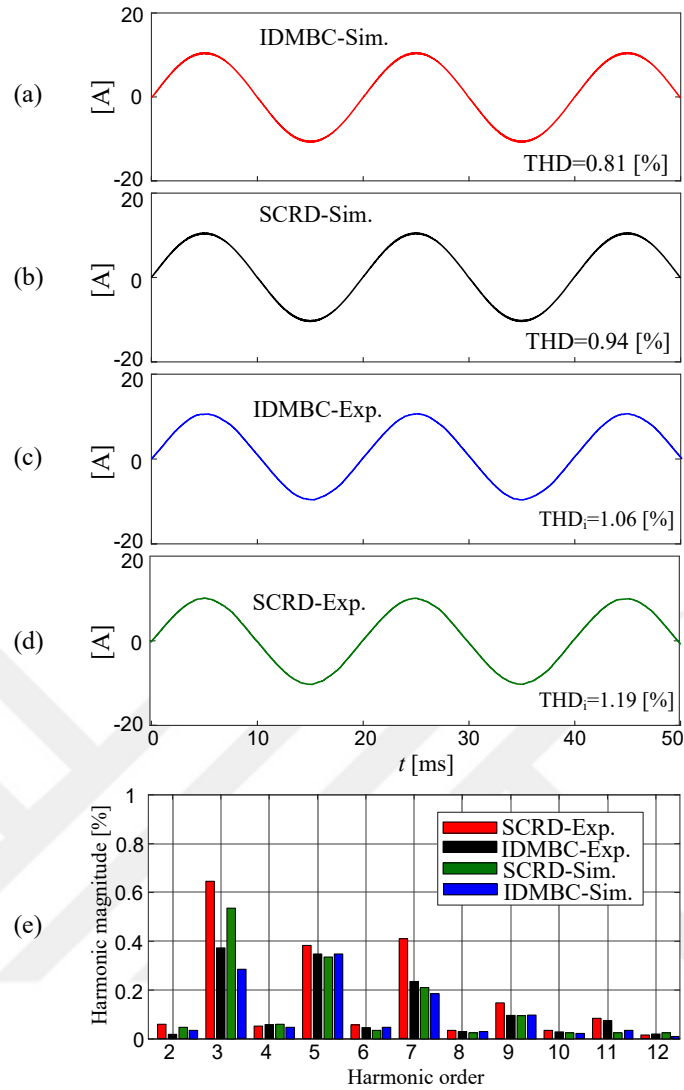 20
IDMBC-Sim.
(a)
[A]
0
THD=0.81 [%]
-20
20
SCRD-Sim.
(b)
[A]
0
THD=0.94 [%]
-20
20
IDMBC-Exp.
(c)
[A]
0
THDi=1.06 [%]
-20
20
SCRD-Exp.
(d)
[A]
0
THDi=1.19 [%]
-20
0 10 20 30 40 50
t [ms]
(e)
Harmonic magnitude [%]
1
0.8
0.6
0.4
0.2
0
SCRD-Exp.
IDMBC-Exp.
SCRD-Sim.
IDMBC-Sim.
2 3 4 5 6 7 8 9 10 11 12
Harmonic order